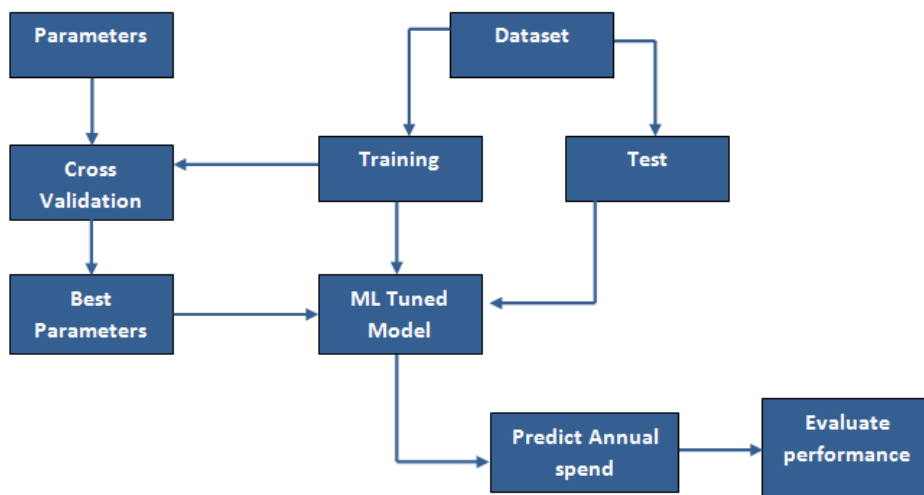 Parameters
Dataset
Cross
Validation
Training
Test
Best
Parameters
ML Tuned
Model
Predict Annual
spend
Evaluate
performance